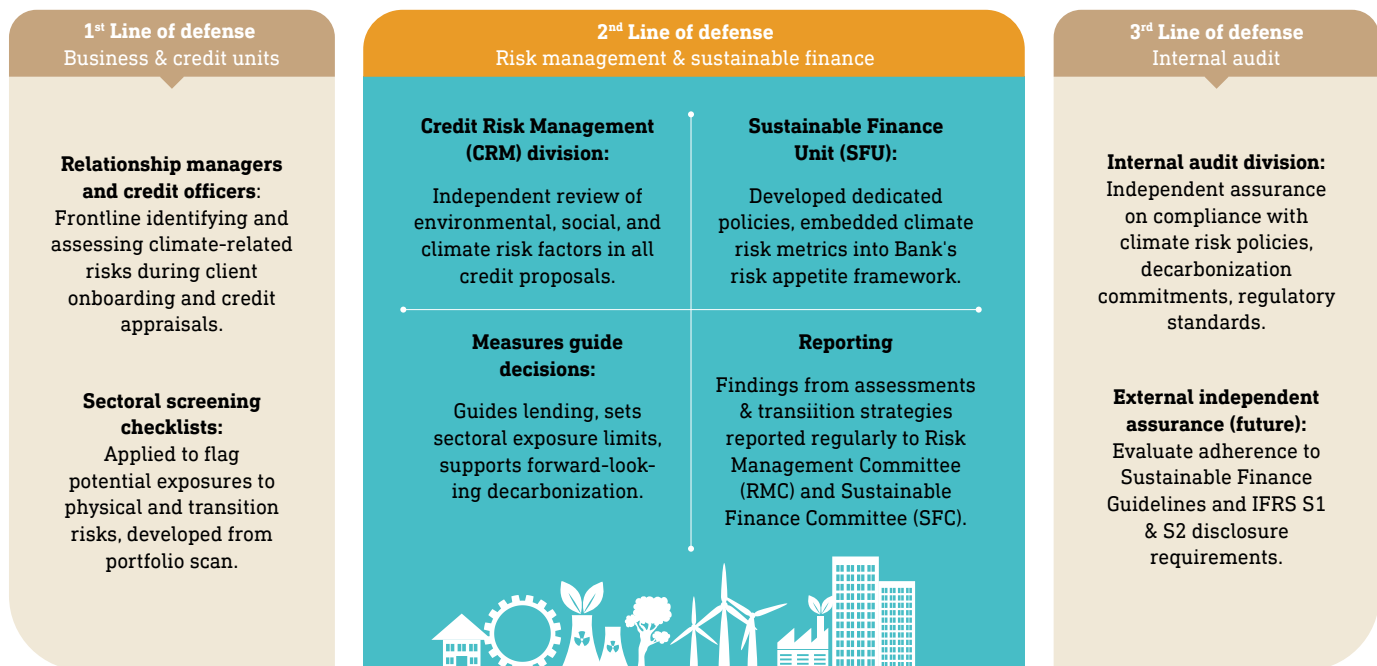 1st Line of defense
Business & credit units
Relationship managers
and credit officers:
Frontline identifying and
assessing climate-related
risks during client
onboarding and credit
appraisals.
Sectoral screening
checklists:
Applied to flag
potential exposures to
physical and transition
risks, developed from
portfolio scan.
2nd Line of defense
Risk management & sustainable finance
Credit Risk Management
(CRM) division:
Independent review of
environmental, social, and
climate risk factors in all
credit proposals.
Sustainable Finance
Unit (SFU):
Developed dedicated
policies, embedded climate
risk metrics into Bank's
risk appetite framework.
Measures guide
decisions:
Guides lending, sets
sectoral exposure limits,
supports forward-look-
ing decarbonization.
Reporting
Findings from assessments
& transiition strategies
reported regularly to Risk
Management Committee
(RMC) and Sustainable
Finance Committee (SFC).
3rd Line of defense
Internal audit
Internal audit division:
Independent assurance
on compliance with
climate risk policies,
decarbonization
commitments, regulatory
standards.
External independent
assurance (future):
Evaluate adherence to
Sustainable Finance
Guidelines and IFRS S1
& S2 disclosure
requirements.